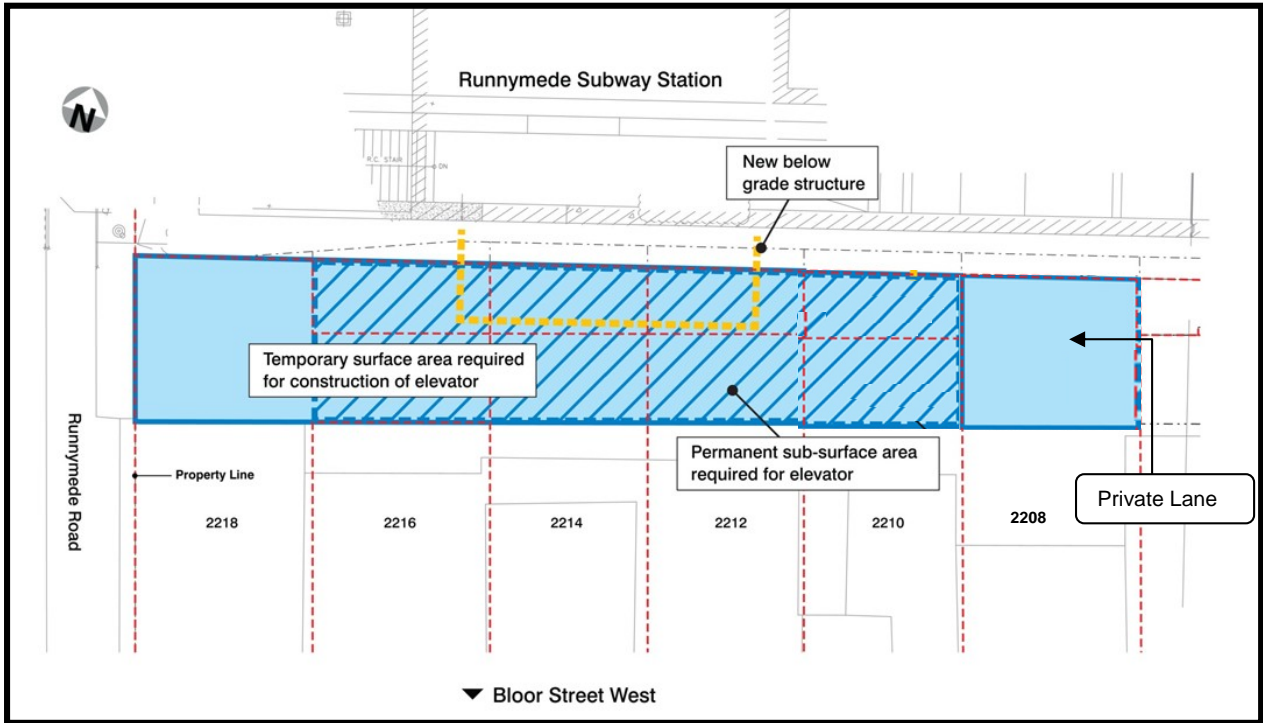 Runnymede Subway Station
N
R.C. STAIR
DN
New below
grade structure
Temporary surface area required
for construction of elevator
Permanent sub-surface area
required for elevator
Private Lane
Runnymede Road
Property Line
2218
2216
2214
2212
2210
2208
Bloor Street West